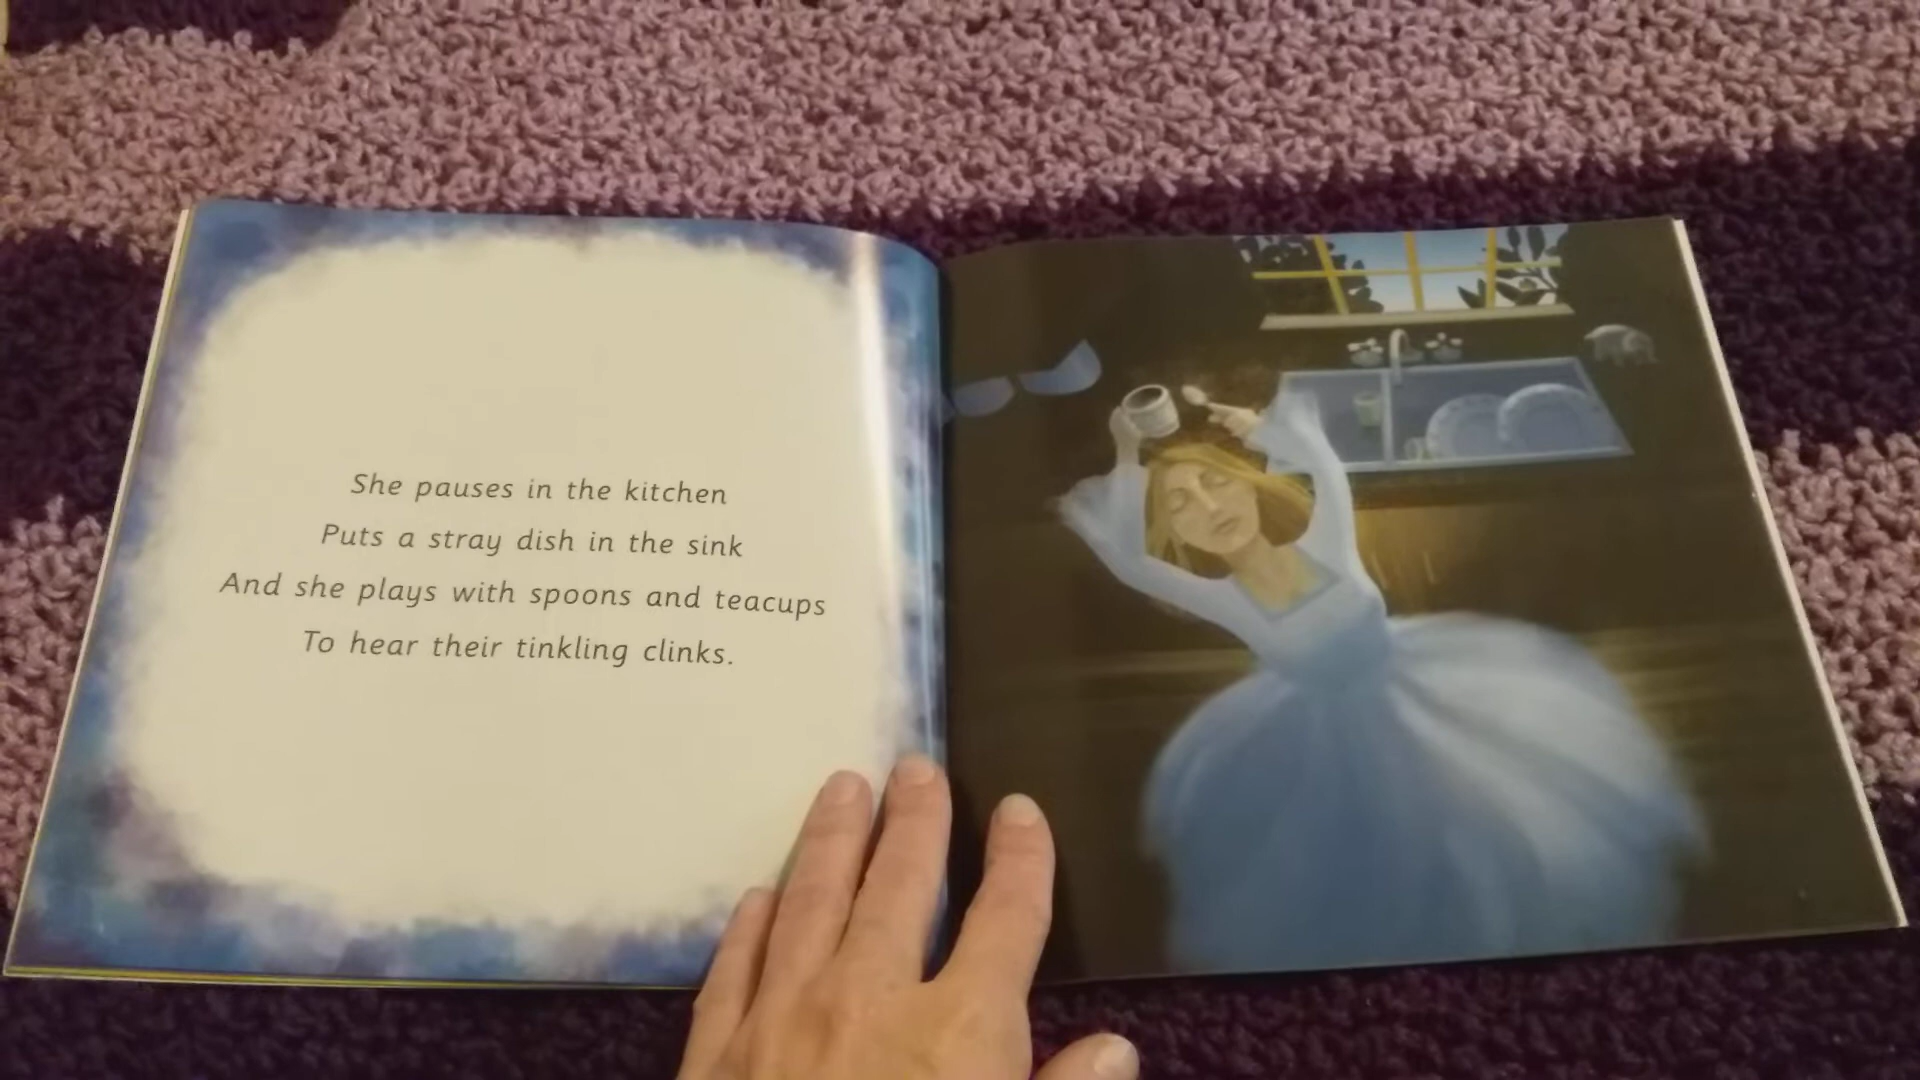 She pauses in the kitchen
Puts a stray dish in the sink
And she plays with spoons and teacups
To hear their tinkling clinks.